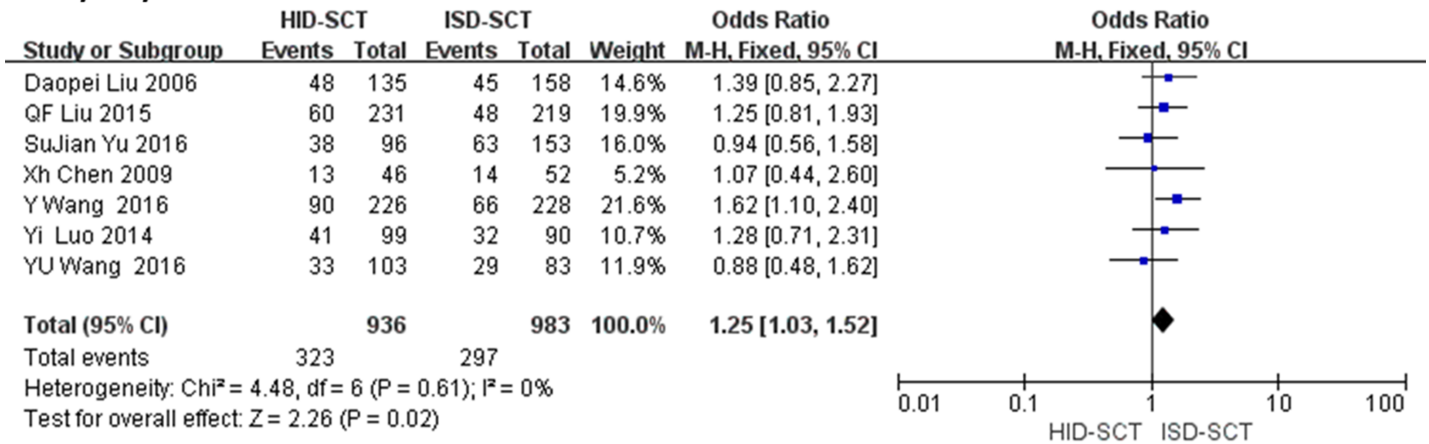 HID-SCT ISD-SCT Odds Ratio Odds Ratio
Study or Subgroup Events Total Events Total Weight M-H, Fixed, 95% CI M-H, Fixed, 95% CI
Daopei Liu 2006 48 135 45 158 14.6% 1.39 [0.85, 2.27]
QF Liu 2015 60 231 48 219 19.9% 1.25 [0.81, 1.93]
SuJian Yu 2016 38 96 63 153 16.0% 0.94 [0.56, 1.58]
Xh Chen 2009 13 46 14 52 5.2% 1.07 [0.44, 2.60]
Y Wang 2016 90 226 66 228 21.6% 1.62 [1.10, 2.40]
Yi Luo 2014 41 99 32 90 10.7% 1.28 [0.71, 2.31]
YU Wang 2016 33 103 29 83 11.9% 0.88 [0.48, 1.62]
Total (95% CI) 936 983 100.0% 1.25 [1.03, 1.52]
Total events 323 297
Heterogeneity: Chi² = 4.48, df = 6 (P = 0.61); I² = 0%
Test for overall effect: Z = 2.26 (P = 0.02)
0.01 0.1 1 10 100
HID-SCT ISD-SCT